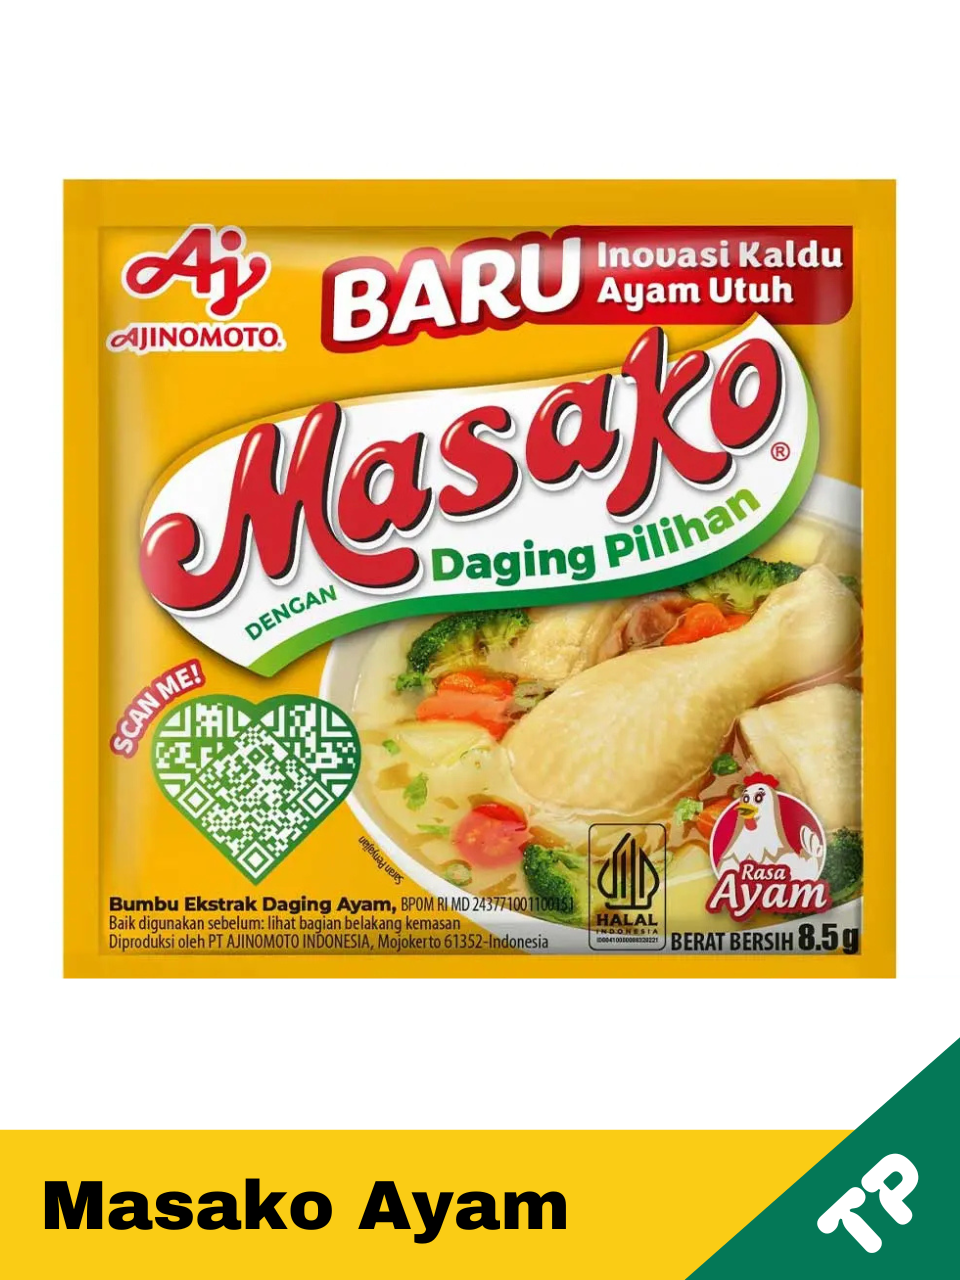 Aj
AJINOMOTO.
BARU
Inovasi Kaldu
Ayam Utuh
Masako®
DENGAN Daging Pilihan
SCAN ME!
Saran Penyajian
Bumbu Ekstrak Daging Ayam, BPOM RI MD 243771001100151
Baik digunakan sebelum: lihat bagian belakang kemasan
Diproduksi oleh PT AJINOMOTO INDONESIA, Mojokerto 61352-Indonesia
HALAL
INDONESIA
Rasa
Ayam
BERAT BERSIH 8.5g
Masako Ayam
TP